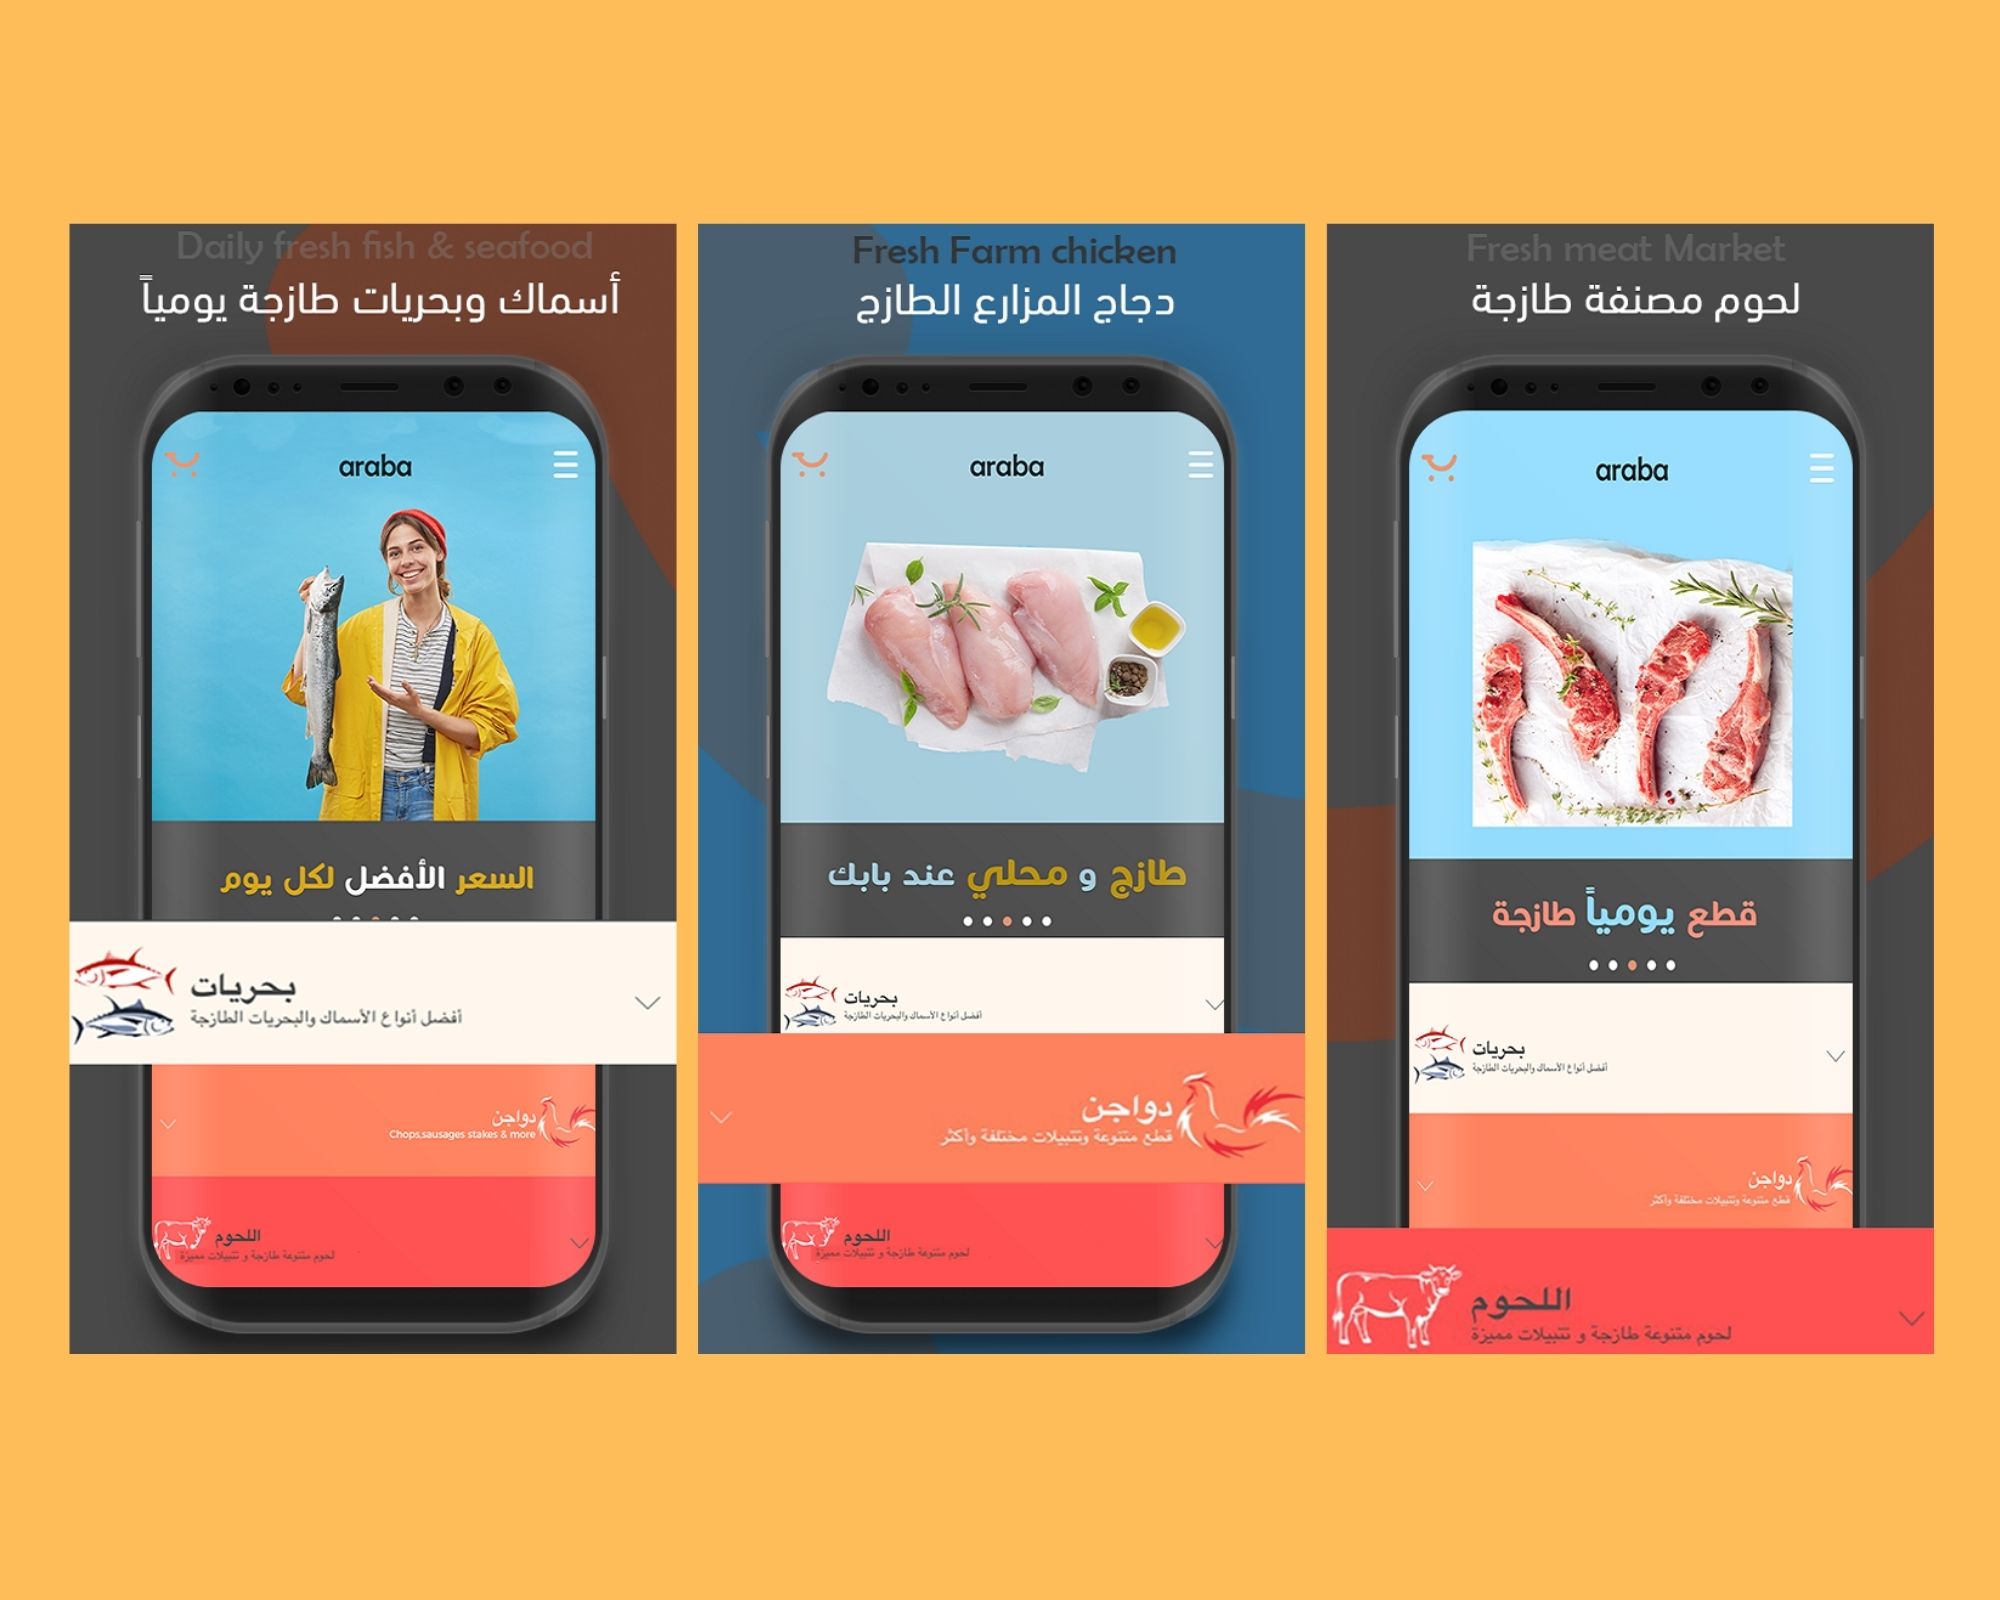 Daily fresh fish & seafood
أسماك وبحريات طازجة يومياً
araba
السعر الأفضل لكل يوم
بحريات
أفضل أنواع الأسماك والبحريات الطازجة
دواجن
Chops,sausages stakes & more
اللحوم
لحوم متنوعة طازجة و تتبيلات مميزة
Fresh Farm chicken
دجاج المزارع الطازج
araba
طازج و محلي عند بابك
بحريات
أفضل أنواع الأسماك والبحريات الطازجة
دواجن
قطع متنوعة وتتبيلات مختلفة وأكثر
اللحوم
لحوم متنوعة طازجة و تتبيلات مميزة
Fresh meat Market
لحوم مصنفة طازجة
araba
قطع يومياً طازجة
بحريات
أفضل أنواع الأسماك والبحريات الطازجة
دواجن
قطع متنوعة وتتبيلات مختلفة وأكثر
اللحوم
لحوم متنوعة طازجة و تتبيلات مميزة